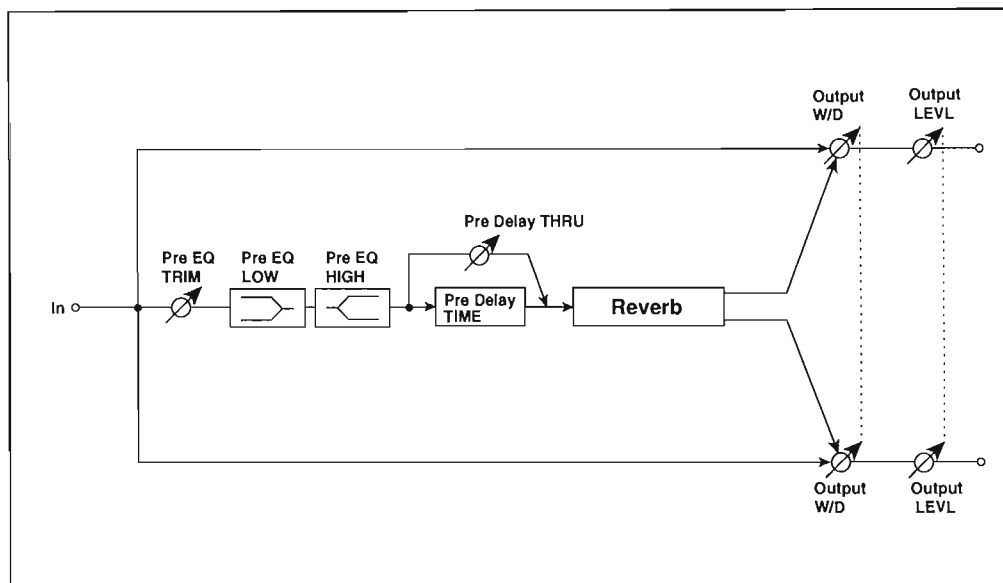 Output
W/D
Output
LEVL
Pre Delay THRU
Pre EQ
TRIM
Pre EQ
LOW
Pre EQ
HIGH
In
Pre Delay
TIME
Reverb
Output
W/D
Output
LEVL